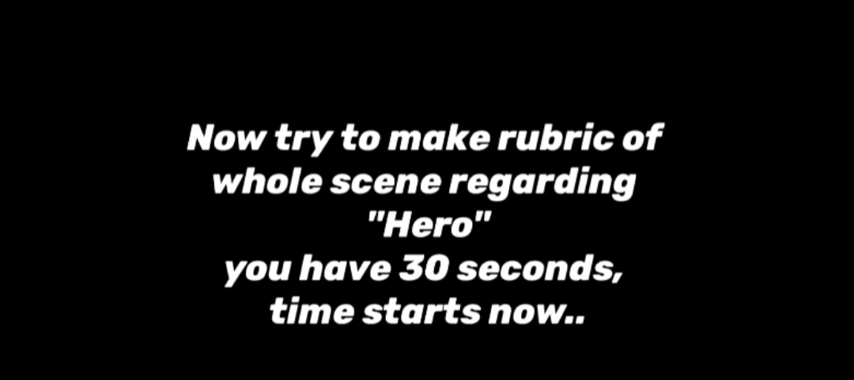 Now try to make rubric of
whole scene regarding
"Hero"
you have 30 seconds,
time starts now..